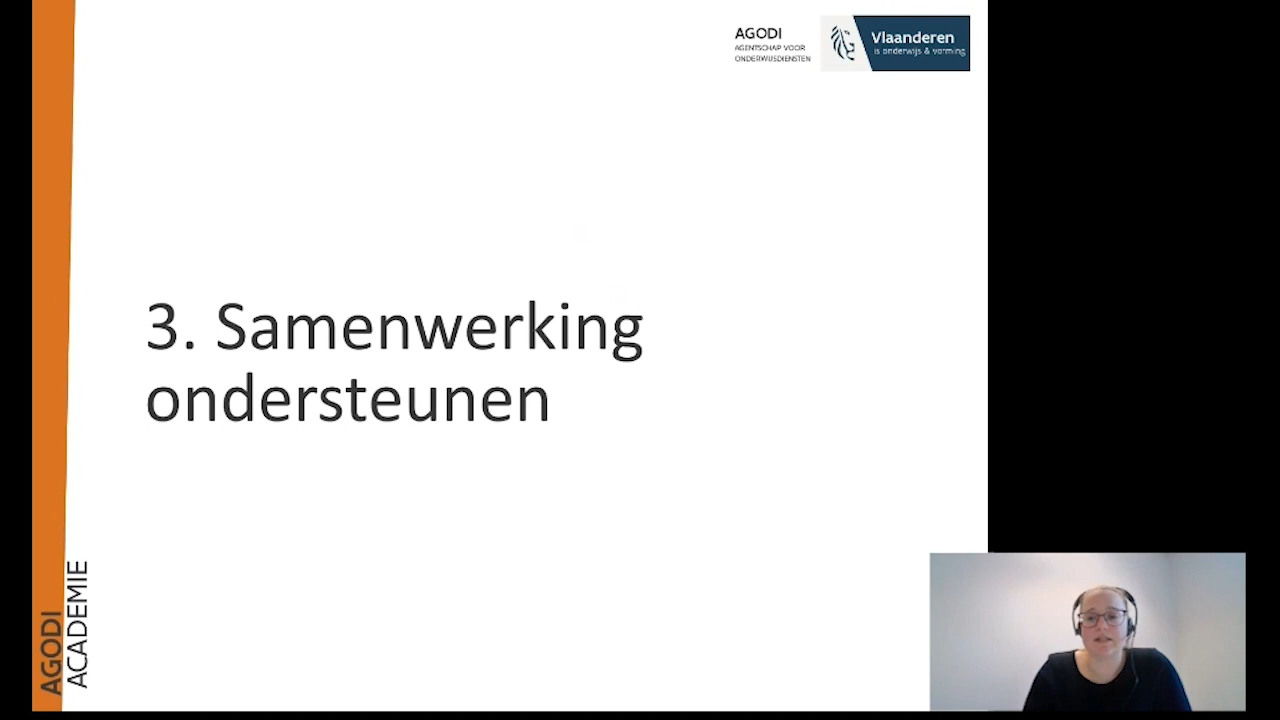 AGODI
AGENTSCHAP VOOR
ONDERWIJSDIENSTEN
Vlaanderen
is onderwijs & vorming
3. Samenwerking
ondersteunen
AGODI
ACADEMIE